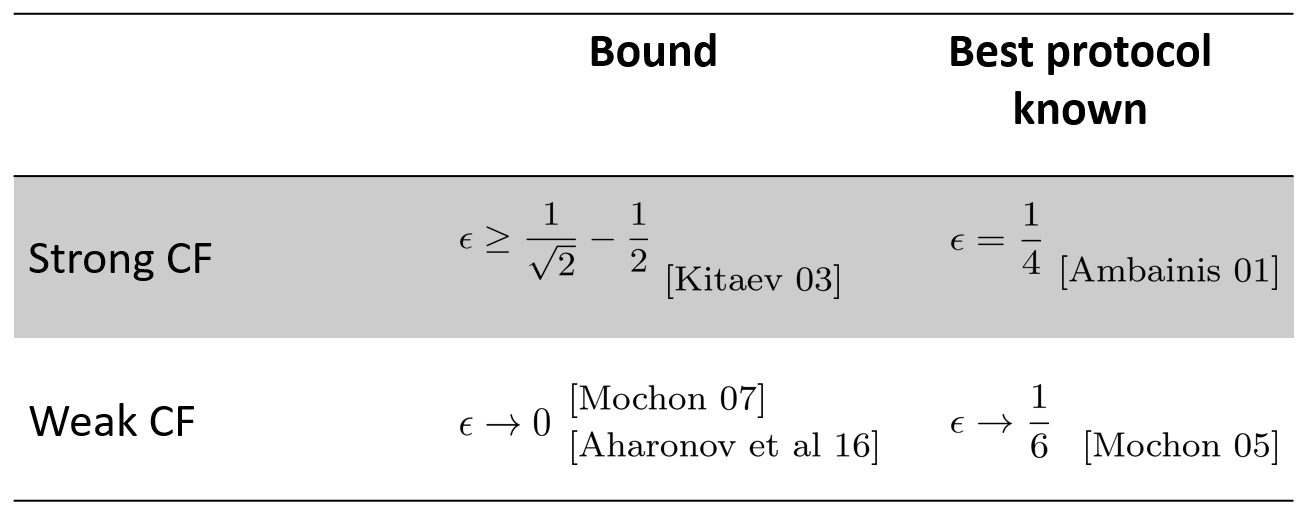 Bound
Best protocol
known
Strong CF
ϵ ≥ 1/√2 − 1/2 [Kitaev 03]
ϵ = 1/4 [Ambainis 01]
Weak CF
ϵ → 0 [Mochon 07]
[Aharonov et al 16]
ϵ → 1/6 [Mochon 05]